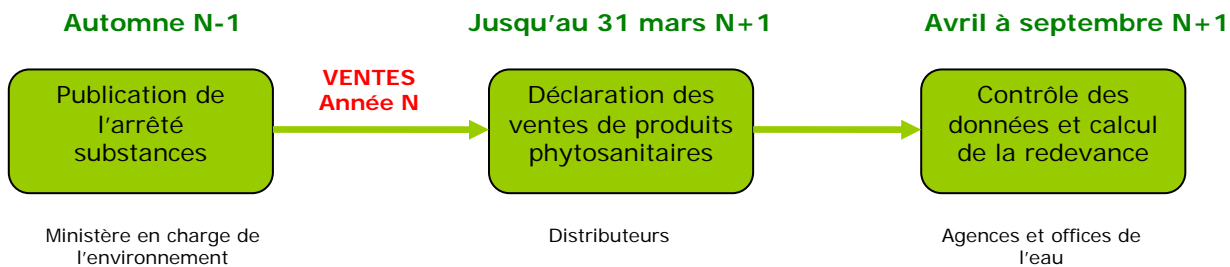 Automne N-1
Jusqu'au 31 mars N+1
Avril à septembre N+1
Publication de
l'arrêté
substances
VENTES
Année N
Déclaration des
ventes de produits
phytosanitaires
Contrôle des
données et calcul
de la redevance
Ministère en charge de
l'environnement
Distributeurs
Agences et offices de
l'eau